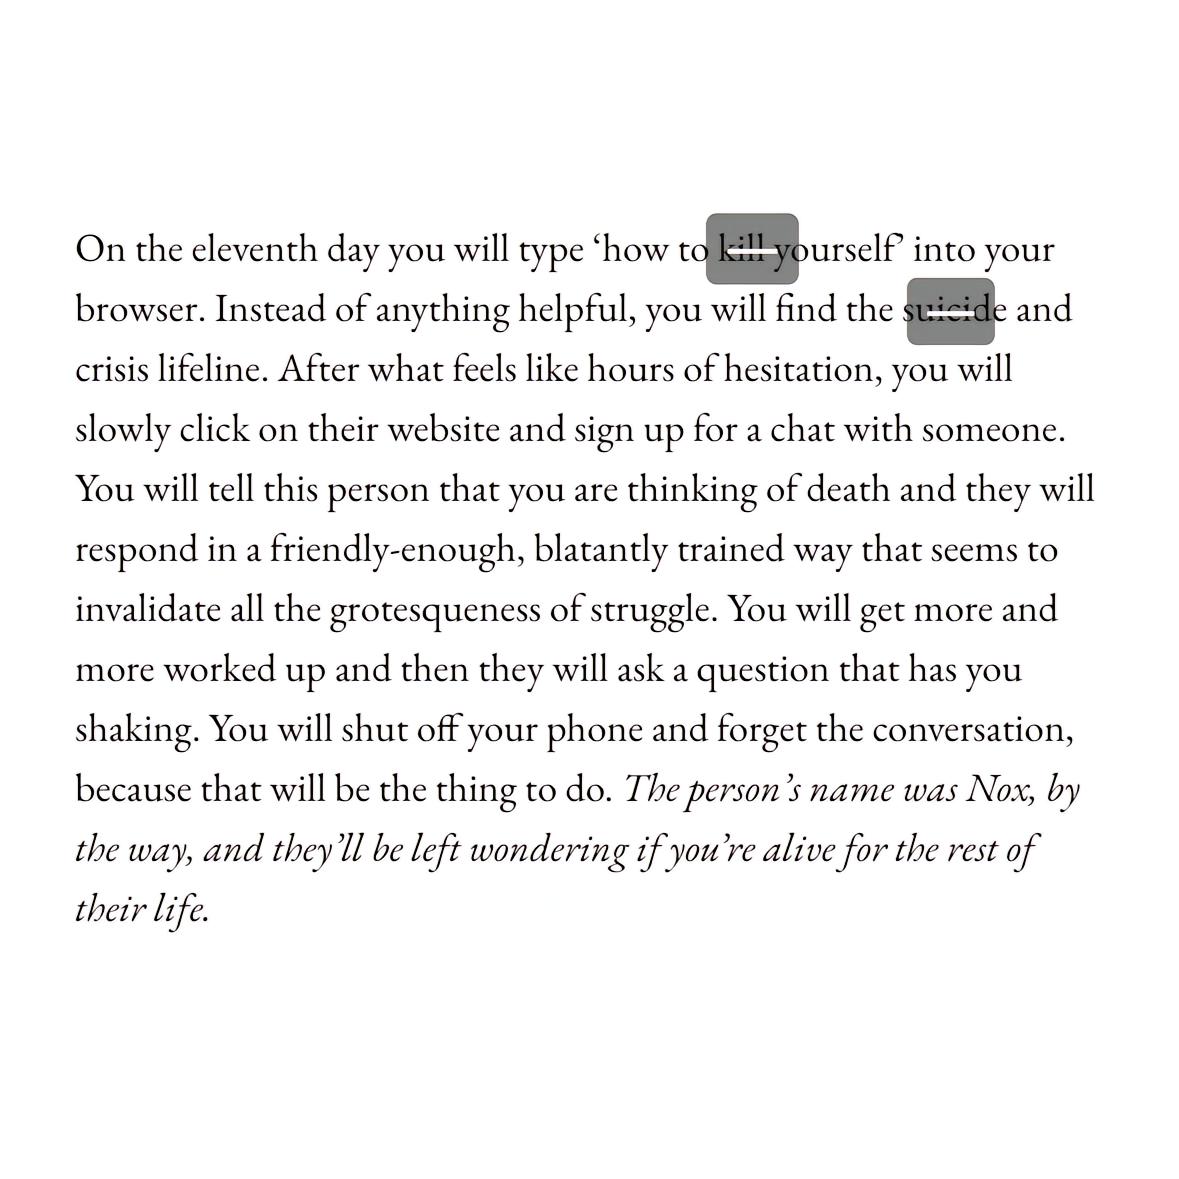 On the eleventh day you will type ‘how to kill yourself’ into your
browser. Instead of anything helpful, you will find the suicide and
crisis lifeline. After what feels like hours of hesitation, you will
slowly click on their website and sign up for a chat with someone.
You will tell this person that you are thinking of death and they will
respond in a friendly-enough, blatantly trained way that seems to
invalidate all the grotesqueness of struggle. You will get more and
more worked up and then they will ask a question that has you
shaking. You will shut off your phone and forget the conversation,
because that will be the thing to do. The person’s name was Nox, by
the way, and they’ll be left wondering if you’re alive for the rest of
their life.